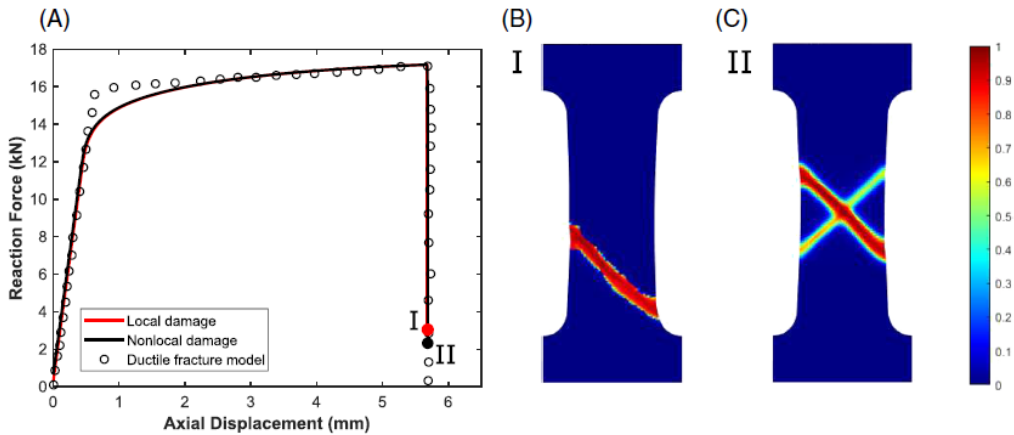 (A)
18
16
14
12
10
8
6
4
2
0
Reaction Force (kN)
Local damage
Nonlocal damage
Ductile fracture model
I
II
0 1 2 3 4 5 6
Axial Displacement (mm)
(B)
I
(C)
II
1
0.9
0.8
0.7
0.6
0.5
0.4
0.3
0.2
0.1
0